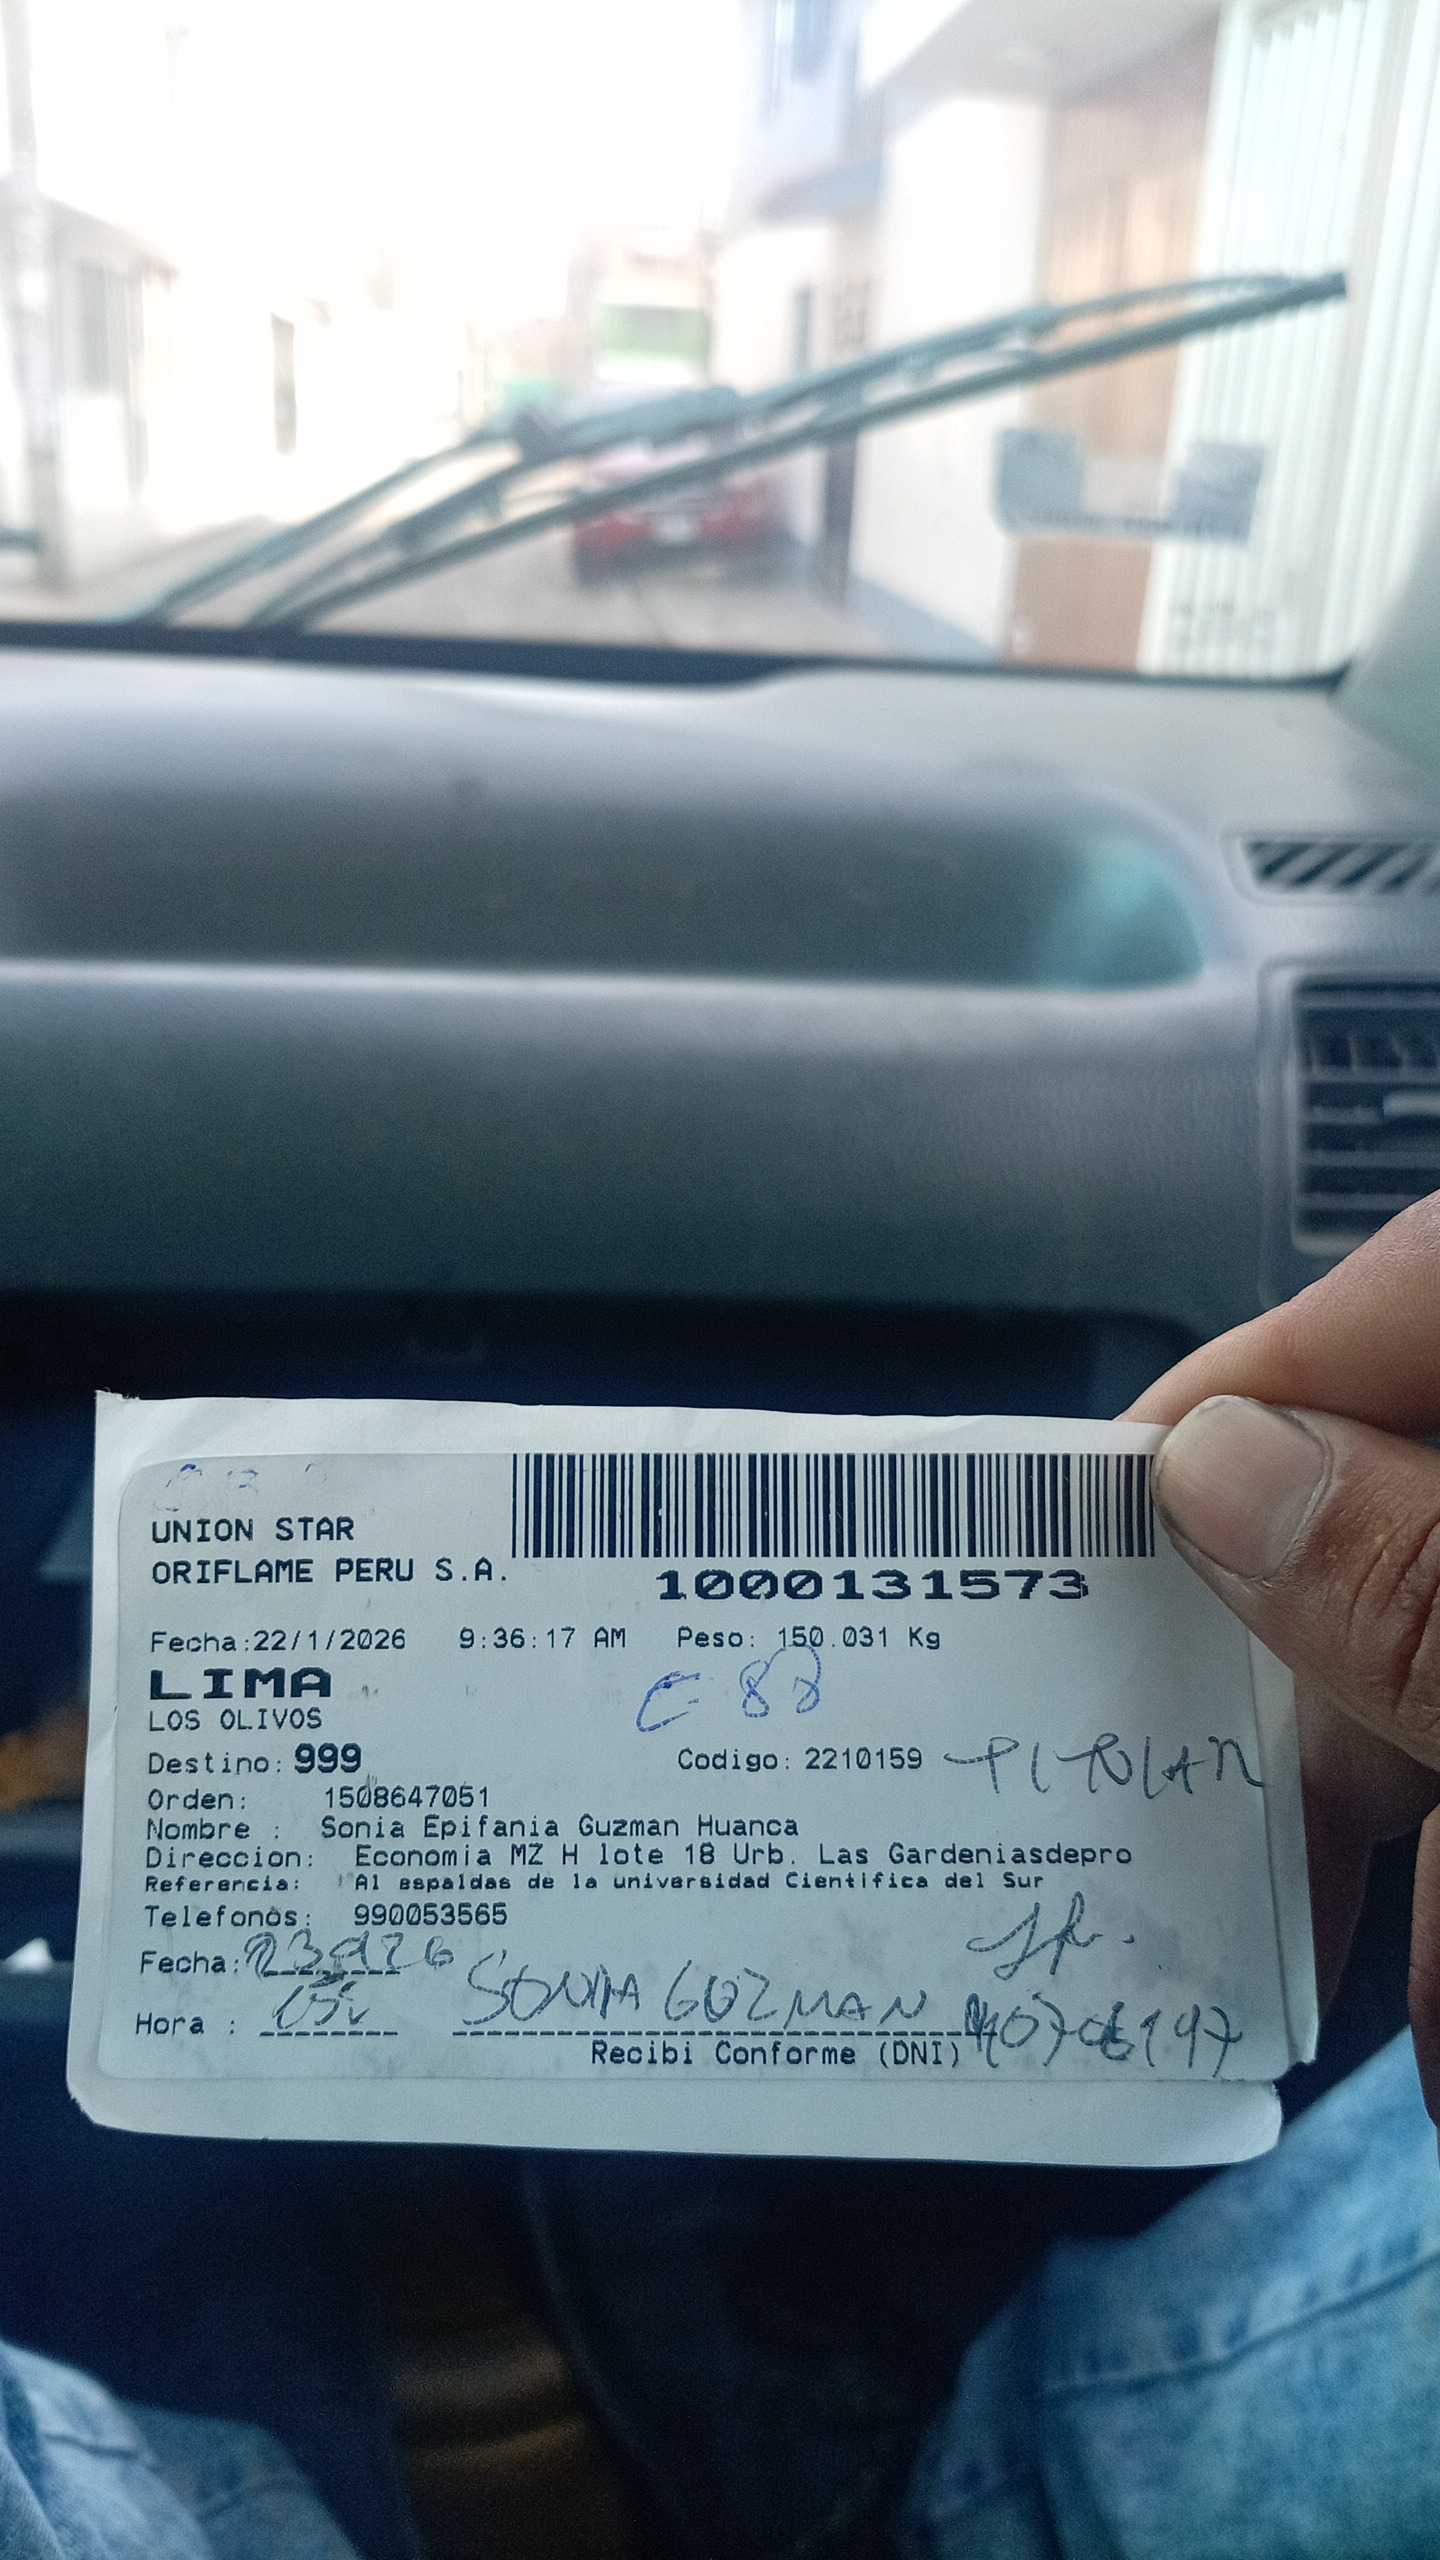 UNION STAR
ORIFLAME PERU S.A.
1000131573
Fecha:22/1/2026 9:36:17 AM Peso: 150.031 Kg
LIMA
C 88
LOS OLIVOS
Destino: 999 Codigo: 2210159 TITULAR
Orden: 1508647051
Nombre : Sonia Epifania Guzman Huanca
Direccion: Economia MZ H lote 18 Urb. Las Gardeniasdepro
Referencia: Al espaldas de la universidad Cientifica del Sur
Telefonos: 990053565
Fecha:
Hora : SONIA GUZMAN
Recibi Conforme (DNI)